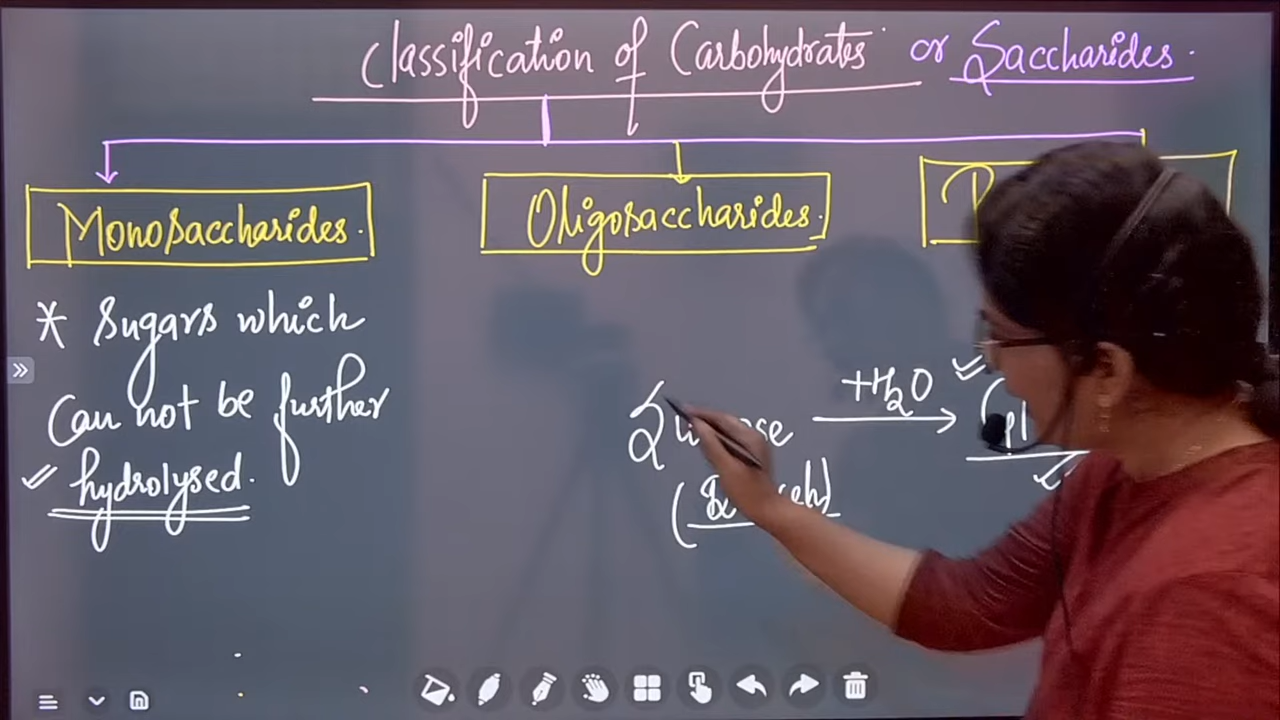 Classification of Carbohydrates or Saccharides.
Monosaccharides.
Oligosaccharides.
* Sugars which
Can not be further
hydrolysed.
+H₂O